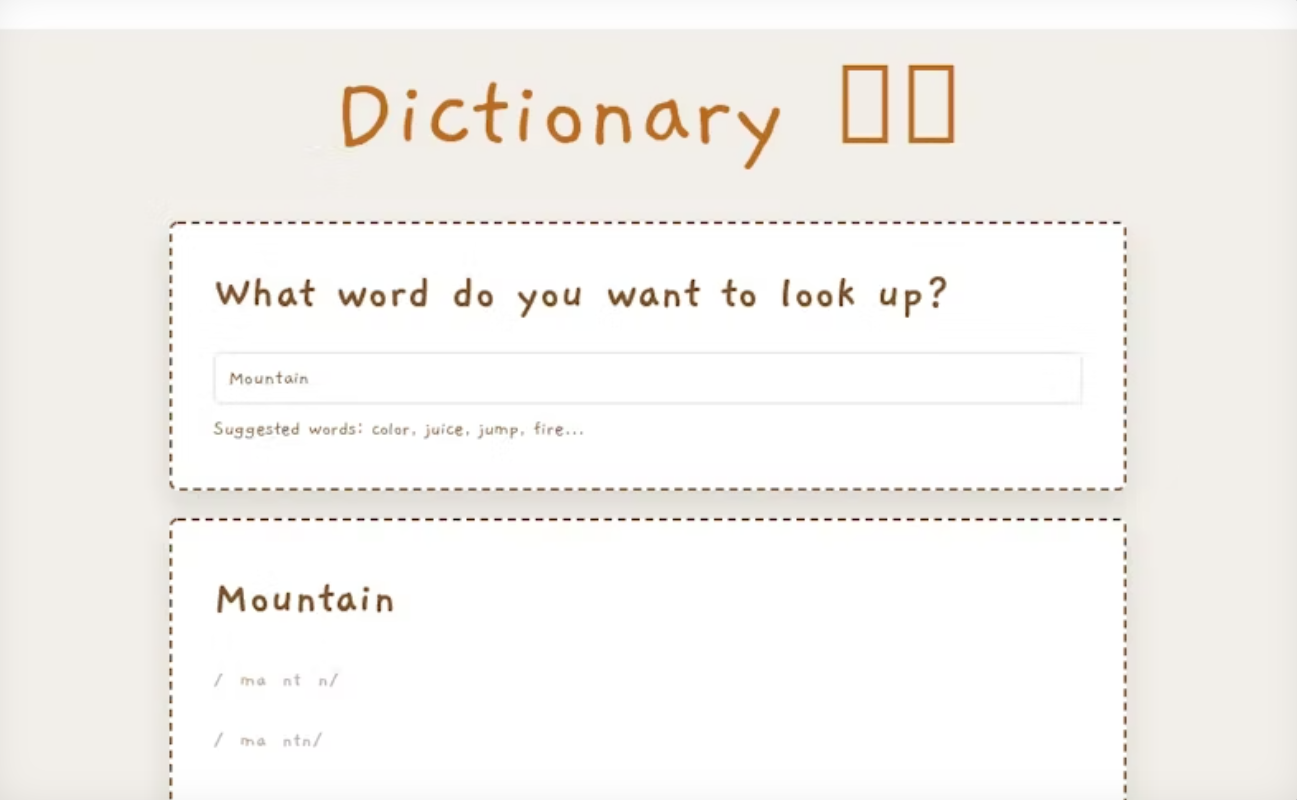 Dictionary
What word do you want to look up?
Mountain
Suggested words: color, juice, jump, fire...
Mountain
/ ma nt n/
/ ma ntn/